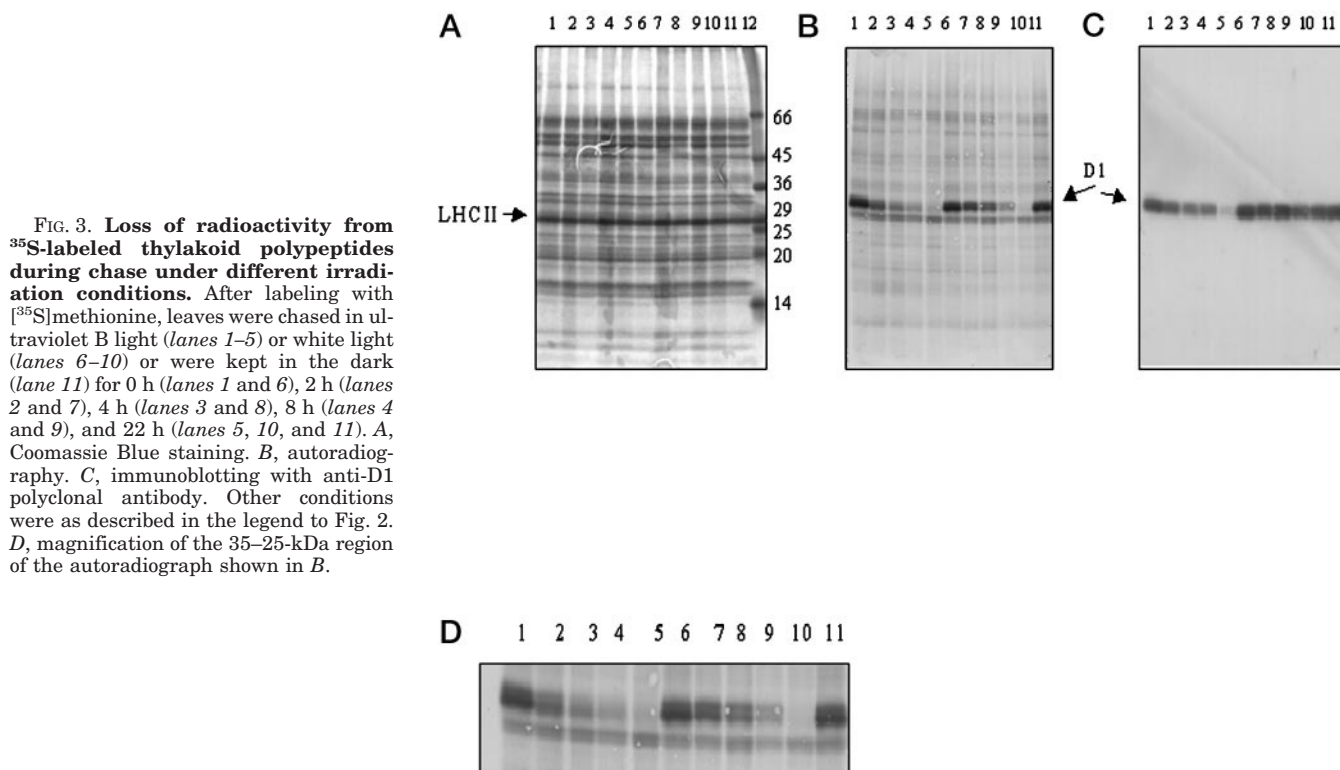 FIG. 3. Loss of radioactivity from
³⁵S-labeled thylakoid polypeptides
during chase under different irradi-
ation conditions. After labeling with
[³⁵S]methionine, leaves were chased in ul-
traviolet B light (lanes 1–5) or white light
(lanes 6–10) or were kept in the dark
(lane 11) for 0 h (lanes 1 and 6), 2 h (lanes
2 and 7), 4 h (lanes 3 and 8), 8 h (lanes 4
and 9), and 22 h (lanes 5, 10, and 11). A,
Coomassie Blue staining. B, autoradiog-
raphy. C, immunoblotting with anti-D1
polyclonal antibody. Other conditions
were as described in the legend to Fig. 2.
D, magnification of the 35–25-kDa region
of the autoradiograph shown in B.
A
1 2 3 4 5 6 7 8 9 10 11 12
LHCII
66
45
36
29
25
20
14
B
1 2 3 4 5 6 7 8 9 10 11
D1
C
1 2 3 4 5 6 7 8 9 10 11
D
1 2 3 4 5 6 7 8 9 10 11